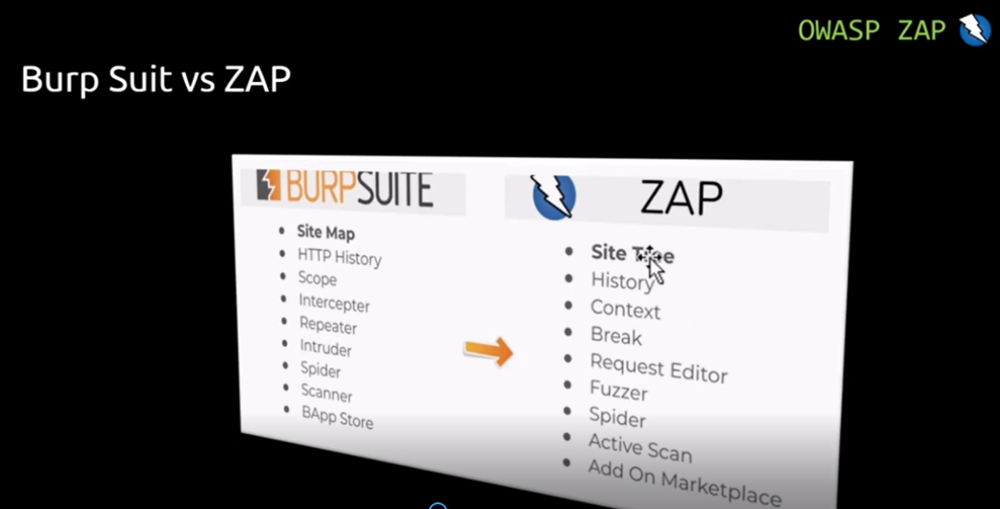 OWASP ZAP
Burp Suit vs ZAP
BURPSUITE
Site Map
HTTP History
Scope
Intercepter
Repeater
Intruder
Spider
Scanner
BApp Store
ZAP
Site Tree
History
Context
Break
Request Editor
Fuzzer
Spider
Active Scan
Add On Marketplace